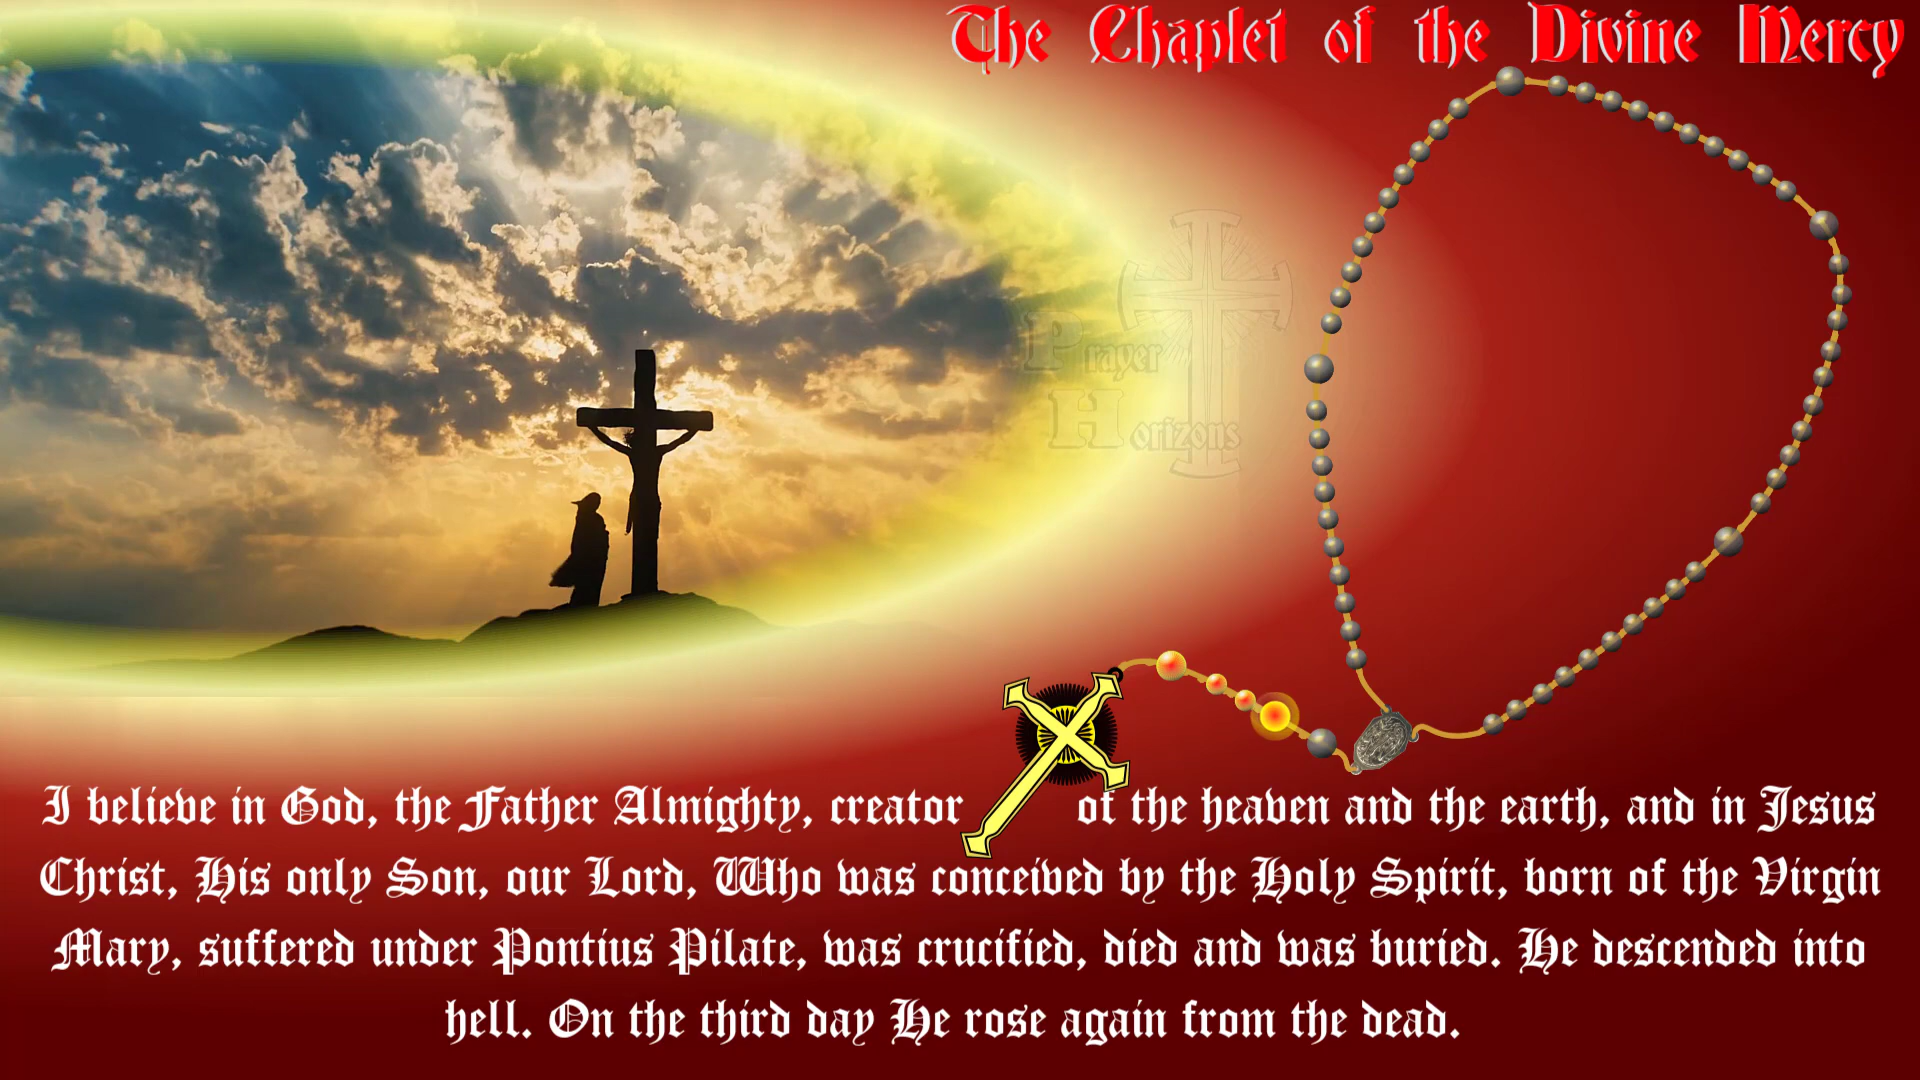 The Chaplet of the Divine Mercy
Prayer
Horizons
I believe in God, the Father Almighty, creator of the heaven and the earth, and in Jesus
Christ, His only Son, our Lord, Who was conceived by the Holy Spirit, born of the Virgin
Mary, suffered under Pontius Pilate, was crucified, died and was buried. He descended into
hell. On the third day He rose again from the dead.